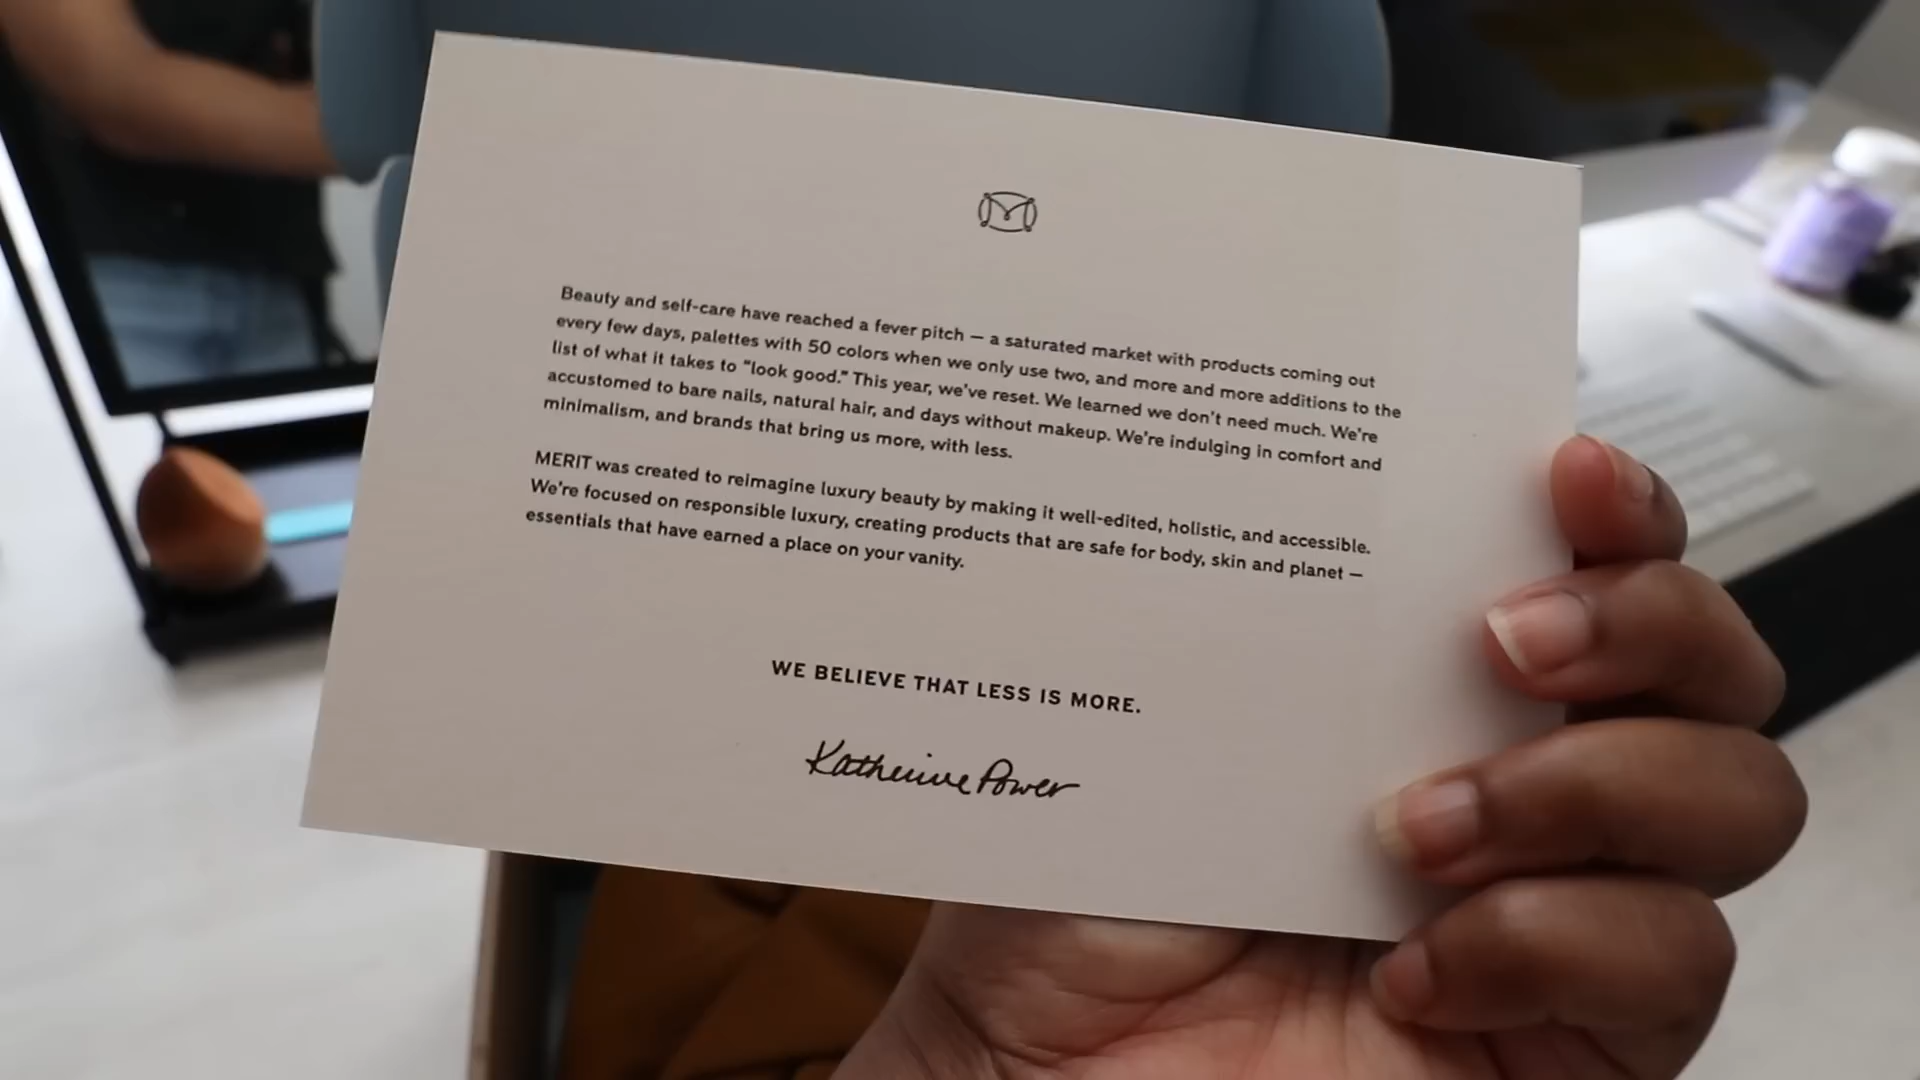 Beauty and self-care have reached a fever pitch — a saturated market with products coming out
every few days, palettes with 50 colors when we only use two, and more and more additions to the
list of what it takes to “look good.” This year, we’ve reset. We learned we don’t need much. We’re
accustomed to bare nails, natural hair, and days without makeup. We’re indulging in comfort and
minimalism, and brands that bring us more, with less.
MERIT was created to reimagine luxury beauty by making it well-edited, holistic, and accessible.
We’re focused on responsible luxury, creating products that are safe for body, skin and planet —
essentials that have earned a place on your vanity.
WE BELIEVE THAT LESS IS MORE.
Katherine Power